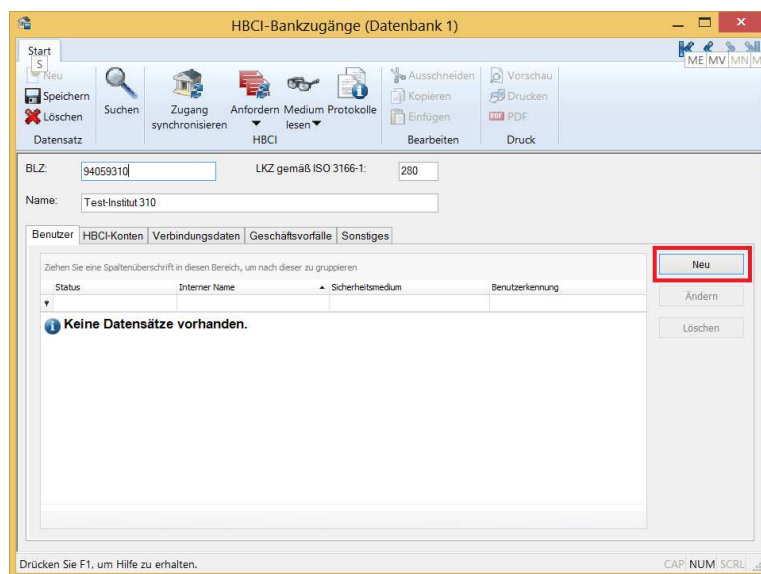 HBCI-Bankzugänge (Datenbank 1)
Start
S
ME MV MN M
Neu
Speichern
Löschen
Datensatz
Suchen
Zugang synchronisieren
Anfordern
Medium lesen
Protokolle
HBCI
Ausschneiden
Kopieren
Einfügen
Bearbeiten
Vorschau
Drucken
PDF
Druck
BLZ: 94059310 LKZ gemäß ISO 3166-1: 280
Name: Test-Institut 310
Benutzer HBCI-Konten Verbindungsdaten Geschäftsvorfälle Sonstiges
Ziehen Sie eine Spaltenüberschrift in diesen Bereich, um nach dieser zu gruppieren
Status Interner Name Sicherheitsmedium Benutzerkennung
Keine Datensätze vorhanden.
Neu
Ändern
Löschen
Drücken Sie F1, um Hilfe zu erhalten.
CAP NUM SCRL